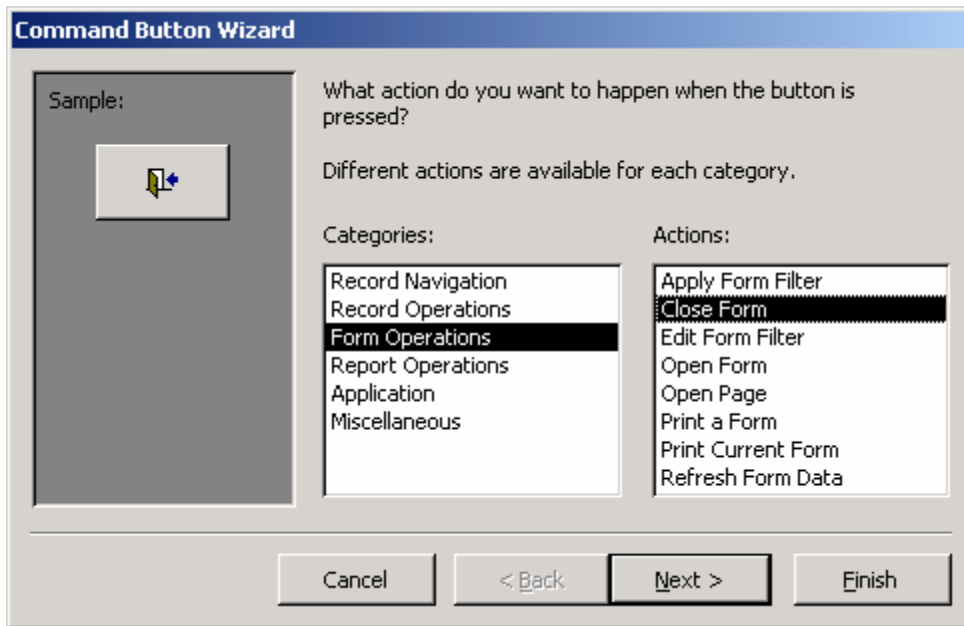 Command Button Wizard
Sample:
What action do you want to happen when the button is
pressed?
Different actions are available for each category.
Categories:
Record Navigation
Record Operations
Form Operations
Report Operations
Application
Miscellaneous
Actions:
Apply Form Filter
Close Form
Edit Form Filter
Open Form
Open Page
Print a Form
Print Current Form
Refresh Form Data
Cancel
< Back
Next >
Finish